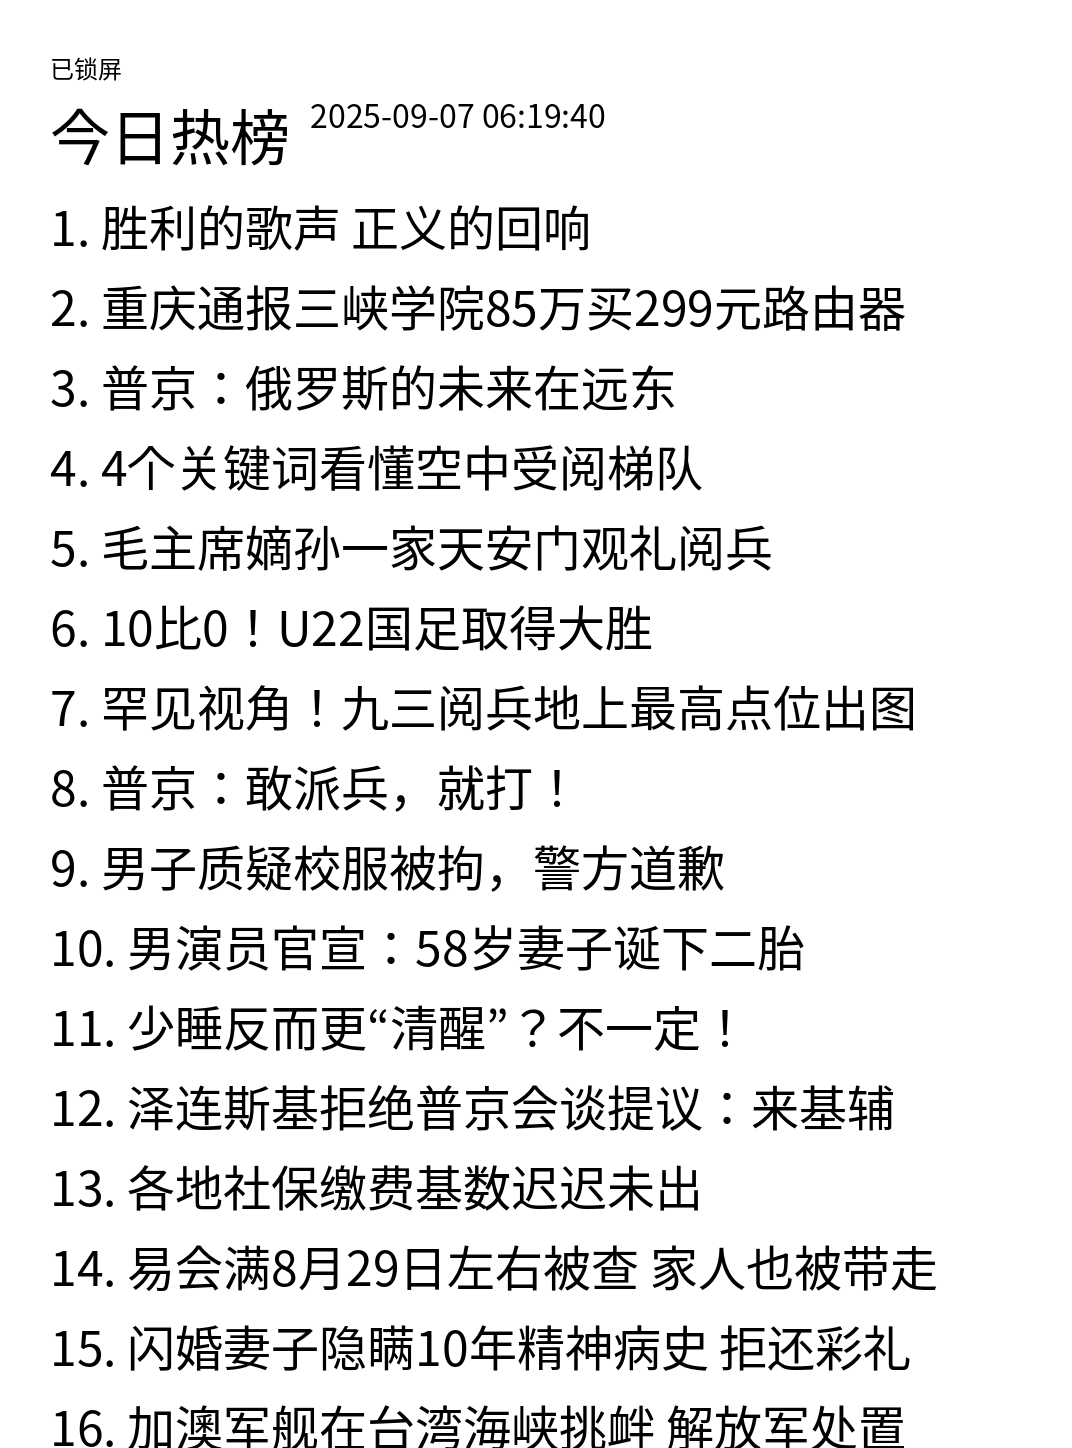 已锁屏
今日热榜 2025-09-07 06:19:40
1. 胜利的歌声 正义的回响
2. 重庆通报三峡学院85万买299元路由器
3. 普京：俄罗斯的未来在远东
4. 4个关键词看懂空中受阅梯队
5. 毛主席嫡孙一家天安门观礼阅兵
6. 10比0！U22国足取得大胜
7. 罕见视角！九三阅兵地上最高点位出图
8. 普京：敢派兵，就打！
9. 男子质疑校服被拘，警方道歉
10. 男演员官宣：58岁妻子诞下二胎
11. 少睡反而更“清醒”？不一定！
12. 泽连斯基拒绝普京会谈提议：来基辅
13. 各地社保缴费基数迟迟未出
14. 易会满8月29日左右被查 家人也被带走
15. 闪婚妻子隐瞒10年精神病史 拒还彩礼
16. 加澳军舰在台湾海峡挑衅 解放军处置